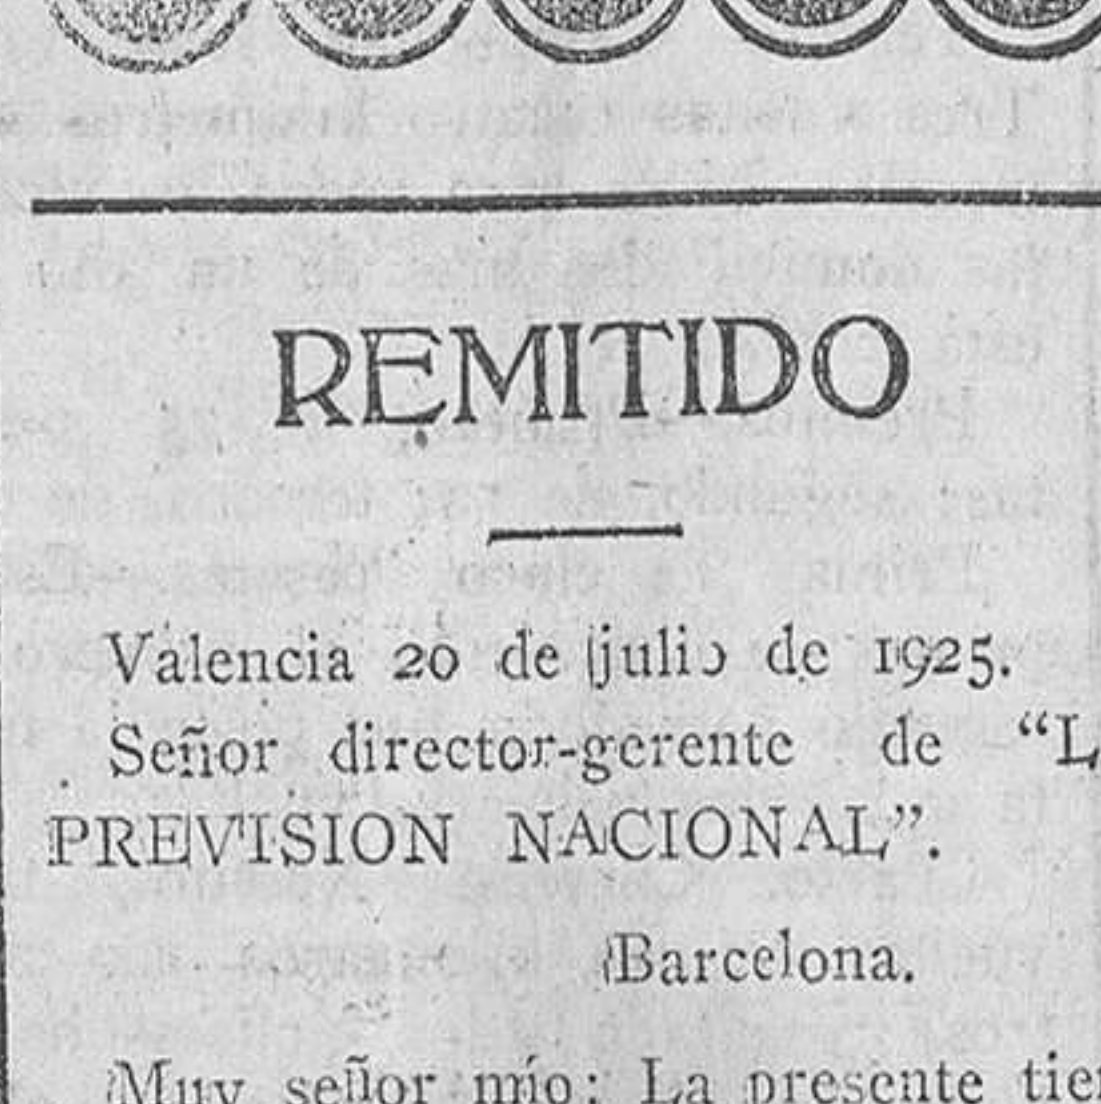 REMITIDO
Valencia 20 de julio de 1925.
Señor director-gerente de “L
PREVISION NACIONAL”.
Barcelona.
Muy señor mío: La presente tien